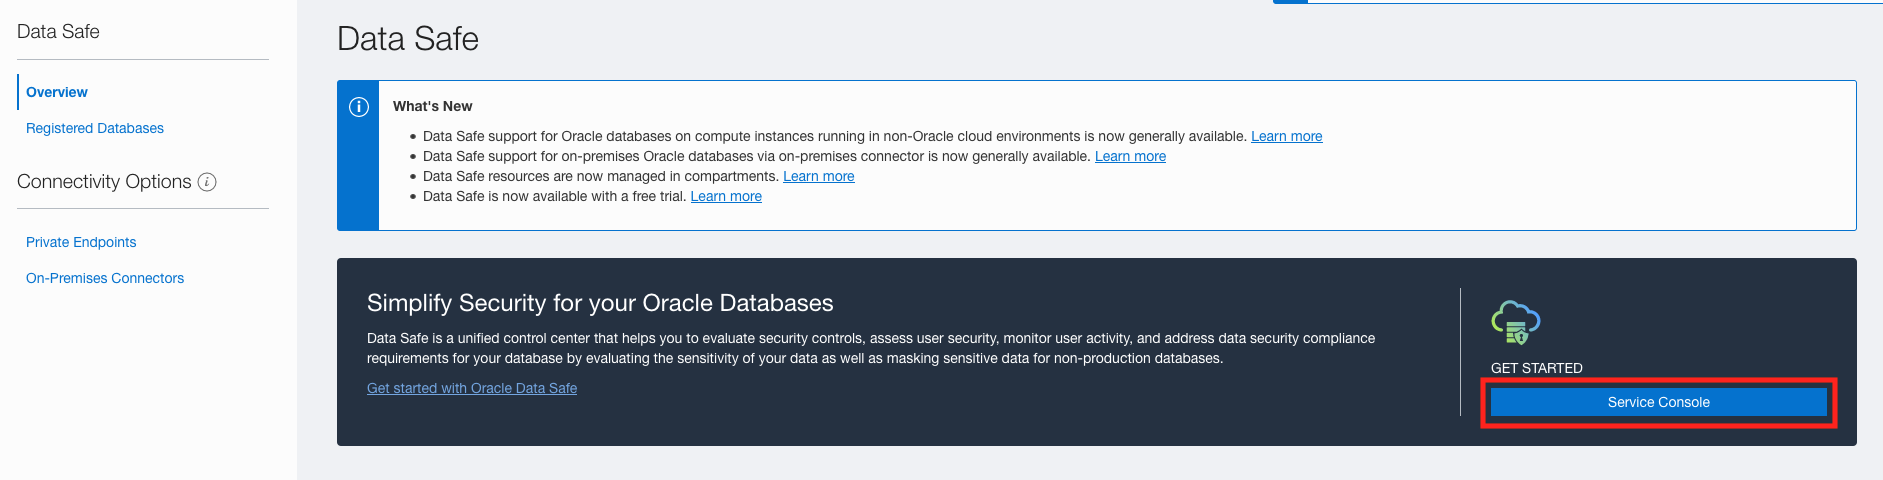 Data Safe
Overview
Registered Databases
Connectivity Options
Private Endpoints
On-Premises Connectors
Data Safe
What's New
• Data Safe support for Oracle databases on compute instances running in non-Oracle cloud environments is now generally available. Learn more
• Data Safe support for on-premises Oracle databases via on-premises connector is now generally available. Learn more
• Data Safe resources are now managed in compartments. Learn more
• Data Safe is now available with a free trial. Learn more
Simplify Security for your Oracle Databases
Data Safe is a unified control center that helps you to evaluate security controls, assess user security, monitor user activity, and address data security compliance
requirements for your database by evaluating the sensitivity of your data as well as masking sensitive data for non-production databases.
Get started with Oracle Data Safe
GET STARTED
Service Console